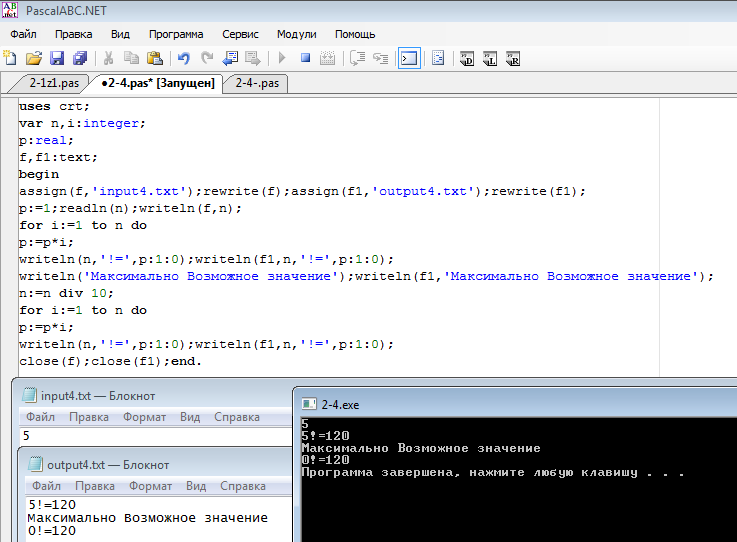 PascalABC.NET
Файл Правка Вид Программа Сервис Модули Помощь
2-1z1.pas •2-4.pas* [Запущен] 2-4-.pas
uses crt;
var n,i:integer;
p:real;
f,f1:text;
begin
assign(f,'input4.txt');rewrite(f);assign(f1,'output4.txt');rewrite(f1);
p:=1;readln(n);writeln(f,n);
for i:=1 to n do
p:=p*i;
writeln(n,'!=',p:1:0);writeln(f1,n,'!=',p:1:0);
writeln('Максимально Возможное значение');writeln(f1,'Максимально Возможное значение');
n:=n div 10;
for i:=1 to n do
p:=p*i;
writeln(n,'!=',p:1:0);writeln(f1,n,'!=',p:1:0);
close(f);close(f1);end.
input4.txt — Блокнот
Файл Правка Формат Вид Справка
5
output4.txt — Блокнот
Файл Правка Формат Вид Справка
5!=120
Максимально Возможное значение
0!=120
2-4.exe
5
5!=120
Максимально Возможное значение
0!=120
Программа завершена, нажмите любую клавишу . . .